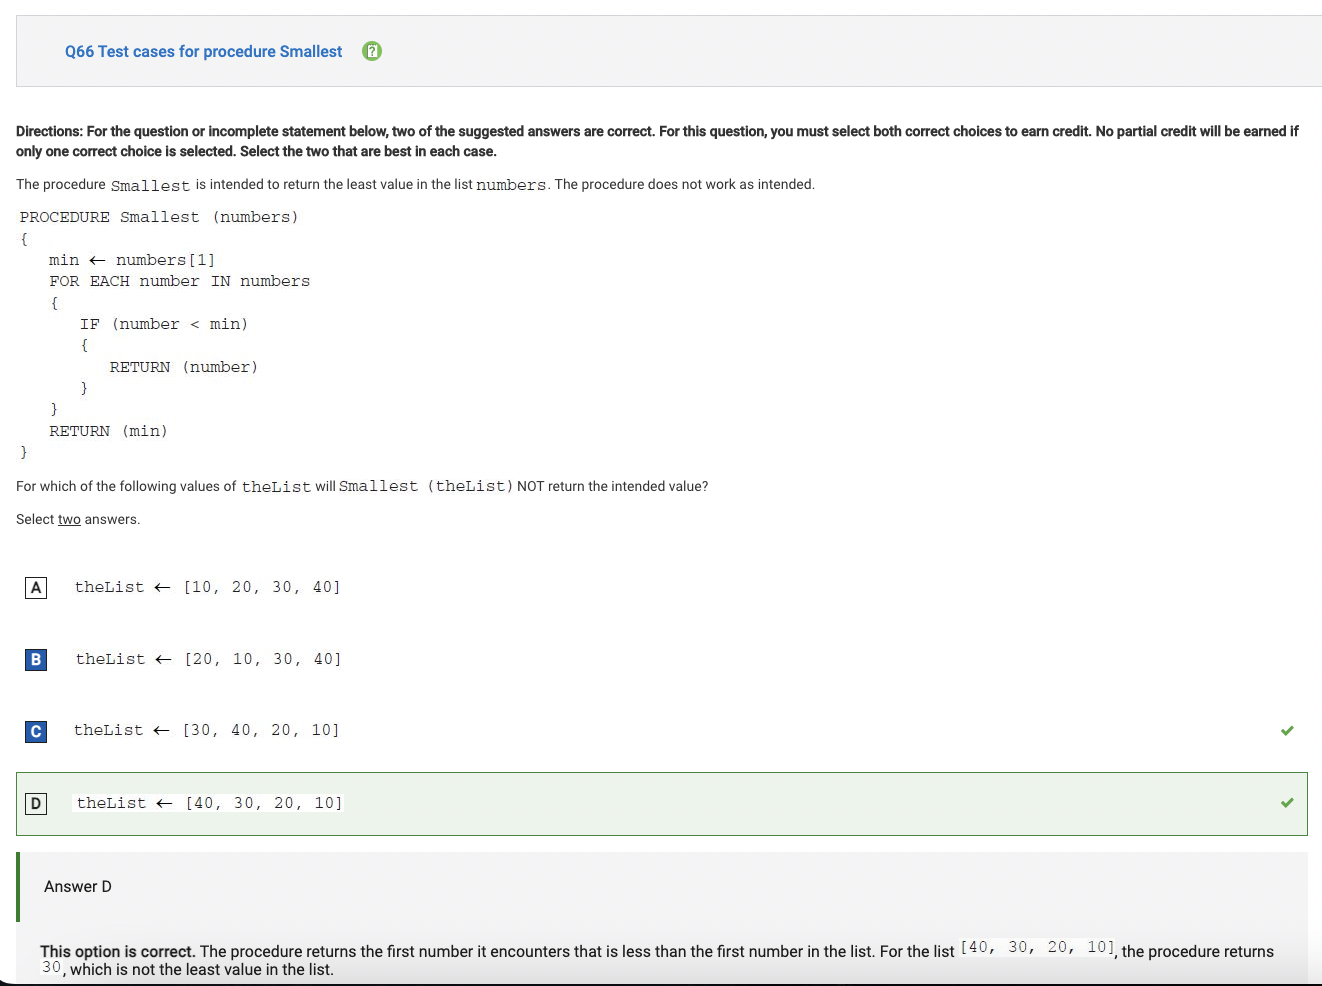 Q66 Test cases for procedure Smallest
Directions: For the question or incomplete statement below, two of the suggested answers are correct. For this question, you must select both correct choices to earn credit. No partial credit will be earned if
only one correct choice is selected. Select the two that are best in each case.
The procedure Smallest is intended to return the least value in the list numbers. The procedure does not work as intended.
PROCEDURE Smallest (numbers)
{
min ← numbers[1]
FOR EACH number IN numbers
{
IF (number < min)
{
RETURN (number)
}
}
RETURN (min)
}
For which of the following values of theList will Smallest (theList) NOT return the intended value?
Select two answers.
A theList ← [10, 20, 30, 40]
B theList ← [20, 10, 30, 40]
C theList ← [30, 40, 20, 10]
D theList ← [40, 30, 20, 10]
Answer D
This option is correct. The procedure returns the first number it encounters that is less than the first number in the list. For the list [40, 30, 20, 10], the procedure returns
30, which is not the least value in the list.